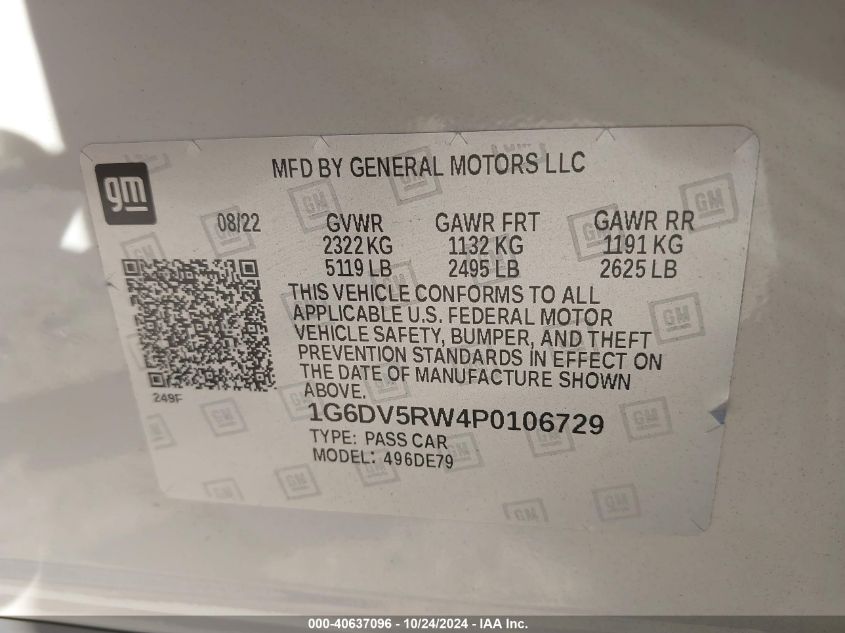 MFD BY GENERAL MOTORS LLC
gm
08/22 GVWR GAWR FRT GAWR RR
2322 KG 1132 KG 1191 KG
5119 LB 2495 LB 2625 LB
THIS VEHICLE CONFORMS TO ALL
APPLICABLE U.S. FEDERAL MOTOR
VEHICLE SAFETY, BUMPER, AND THEFT
PREVENTION STANDARDS IN EFFECT ON
THE DATE OF MANUFACTURE SHOWN
ABOVE.
249F
1G6DV5RW4P0106729
TYPE: PASS CAR
MODEL: 496DE79
000-40637096 - 10/24/2024 - IAA Inc.